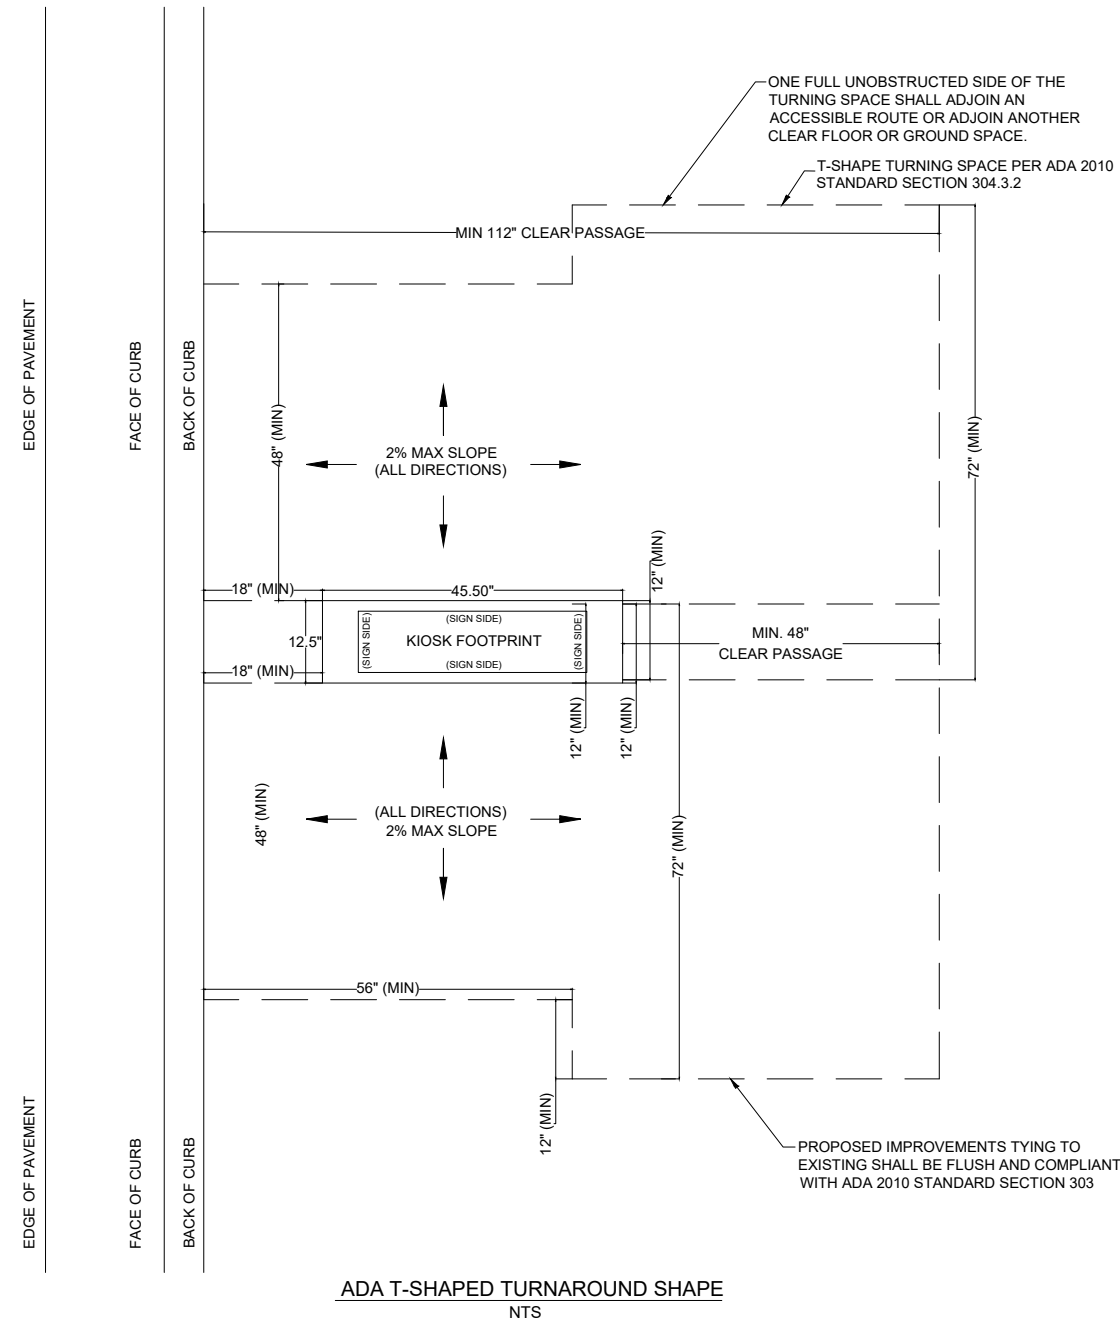 ONE FULL UNOBSTRUCTED SIDE OF THE
TURNING SPACE SHALL ADJOIN AN
ACCESSIBLE ROUTE OR ADJOIN ANOTHER
CLEAR FLOOR OR GROUND SPACE.
T-SHAPE TURNING SPACE PER ADA 2010
STANDARD SECTION 304.3.2
MIN 112" CLEAR PASSAGE
EDGE OF PAVEMENT
FACE OF CURB
BACK OF CURB
48" (MIN)
2% MAX SLOPE
(ALL DIRECTIONS)
72" (MIN)
12" (MIN)
18" (MIN)
45.50"
(SIGN SIDE)
(SIGN SIDE)
KIOSK FOOTPRINT
(SIGN SIDE)
(SIGN SIDE)
12.5"
18" (MIN)
MIN. 48"
CLEAR PASSAGE
12" (MIN)
12" (MIN)
48" (MIN)
(ALL DIRECTIONS)
2% MAX SLOPE
72" (MIN)
56" (MIN)
12" (MIN)
EDGE OF PAVEMENT
FACE OF CURB
BACK OF CURB
PROPOSED IMPROVEMENTS TYING TO
EXISTING SHALL BE FLUSH AND COMPLIANT
WITH ADA 2010 STANDARD SECTION 303
ADA T-SHAPED TURNAROUND SHAPE
NTS